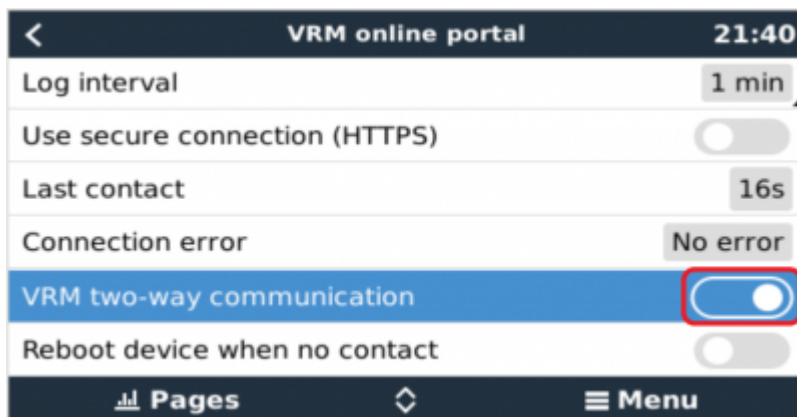 VRM online portal 21:40
Log interval 1 min
Use secure connection (HTTPS)
Last contact 16s
Connection error No error
VRM two-way communication
Reboot device when no contact
Pages Menu